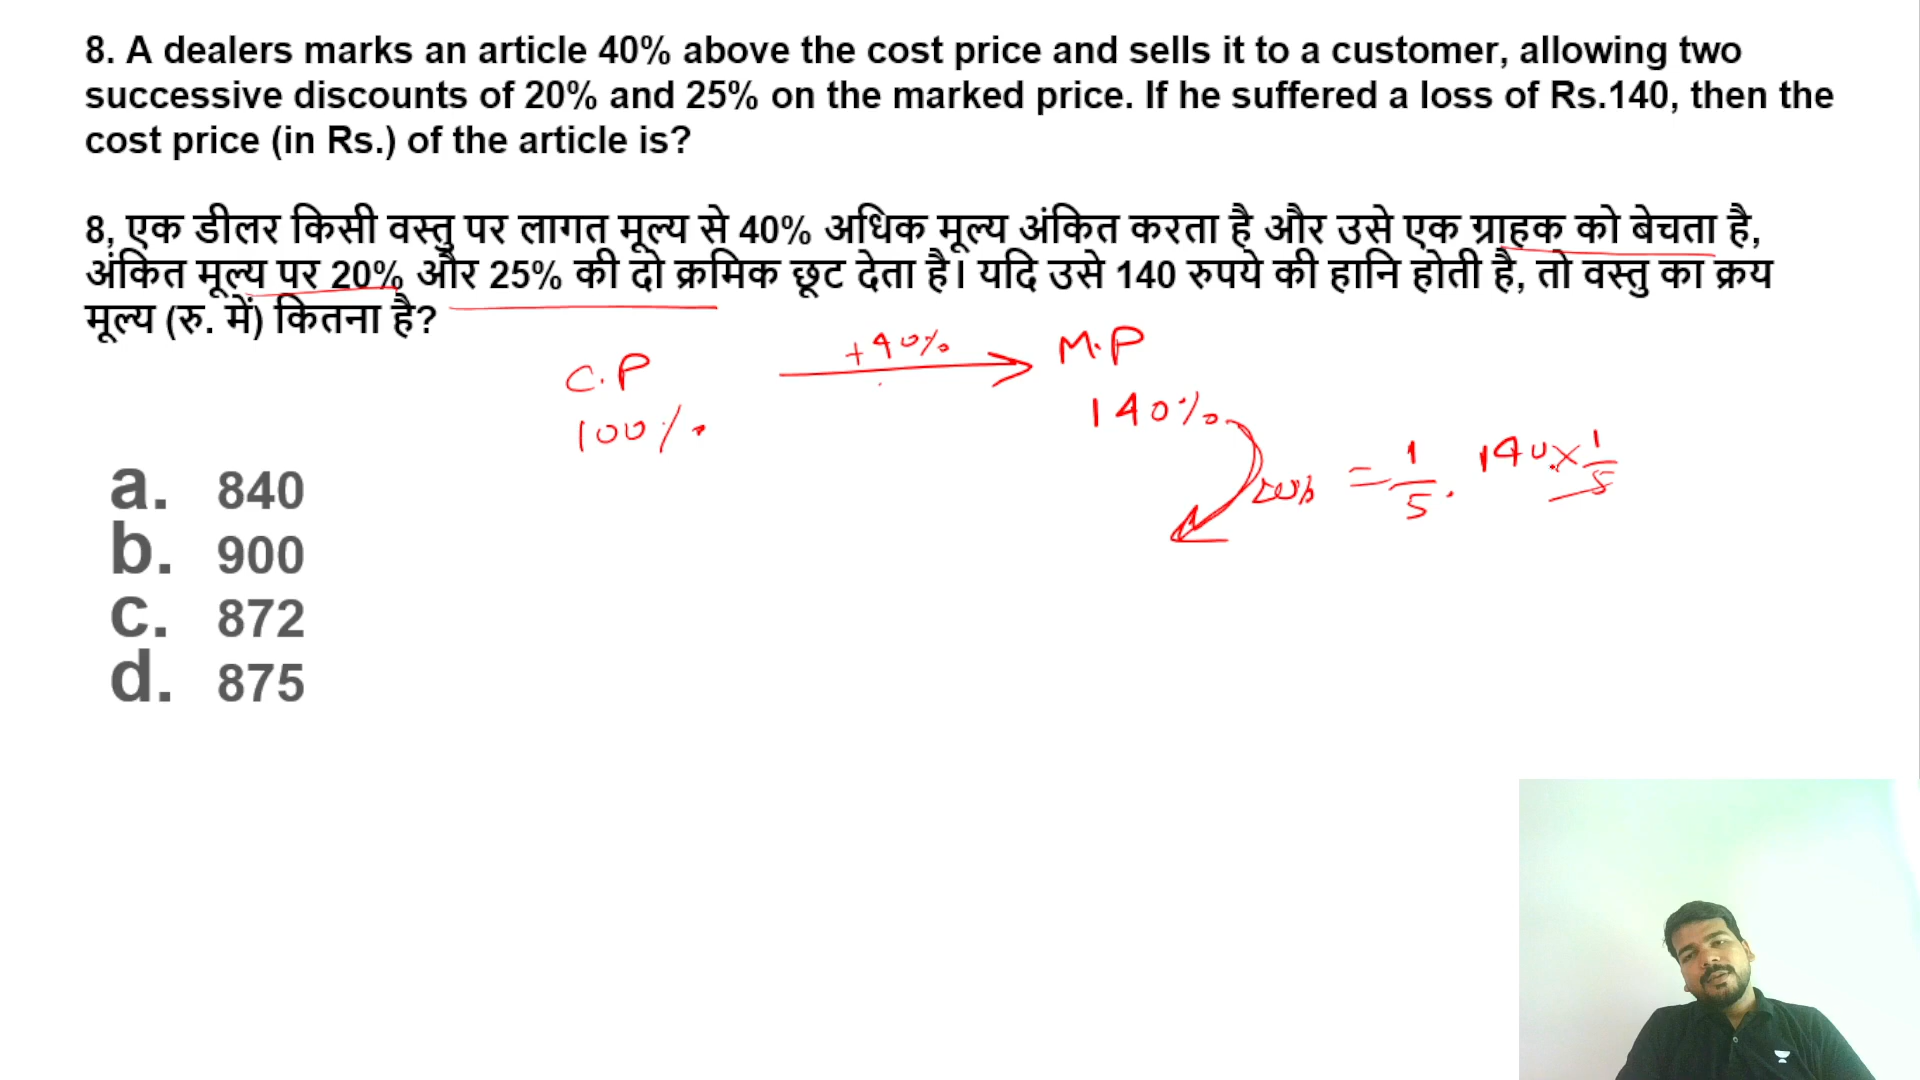 8. A dealers marks an article 40% above the cost price and sells it to a customer, allowing two
successive discounts of 20% and 25% on the marked price. If he suffered a loss of Rs.140, then the
cost price (in Rs.) of the article is?
8, एक डीलर किसी वस्तु पर लागत मूल्य से 40% अधिक मूल्य अंकित करता है और उसे एक ग्राहक को बेचता है,
अंकित मूल्य पर 20% और 25% की दो क्रमिक छूट देता है। यदि उसे 140 रुपये की हानि होती है, तो वस्तु का क्रय
मूल्य (रु. में) कितना है?
C.P +40% M.P
100% 140%
= 1/5. 140 × 1/5
a. 840
b. 900
c. 872
d. 875